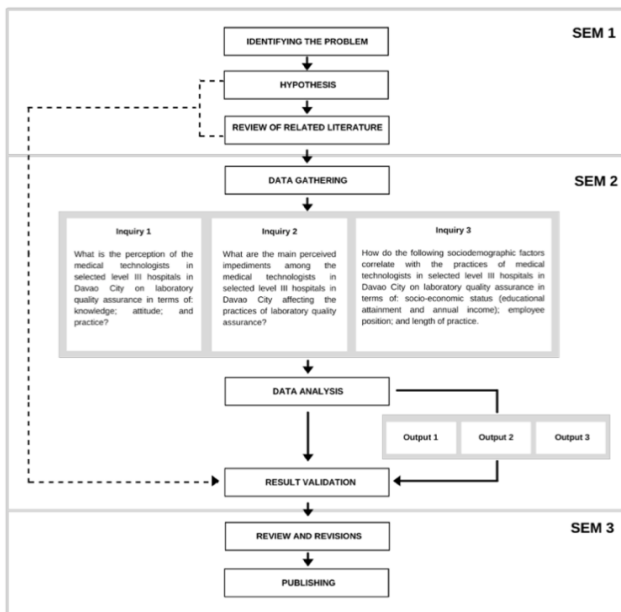 SEM 1
IDENTIFYING THE PROBLEM
HYPOTHESIS
REVIEW OF RELATED LITERATURE
SEM 2
DATA GATHERING
Inquiry 1
What is the perception of the
medical technologists in
selected level III hospitals in
Davao City on laboratory
quality assurance in terms of:
knowledge; attitude; and
practice?
Inquiry 2
What are the main perceived
impediments among the
medical technologists in
selected level III hospitals in
Davao City affecting the
practices of laboratory quality
assurance?
Inquiry 3
How do the following sociodemographic factors
correlate with the practices of medical
technologists in selected level III hospitals in
Davao City on laboratory quality assurance in
terms of: socio-economic status (educational
attainment and annual income); employee
position; and length of practice.
DATA ANALYSIS
Output 1
Output 2
Output 3
RESULT VALIDATION
SEM 3
REVIEW AND REVISIONS
PUBLISHING